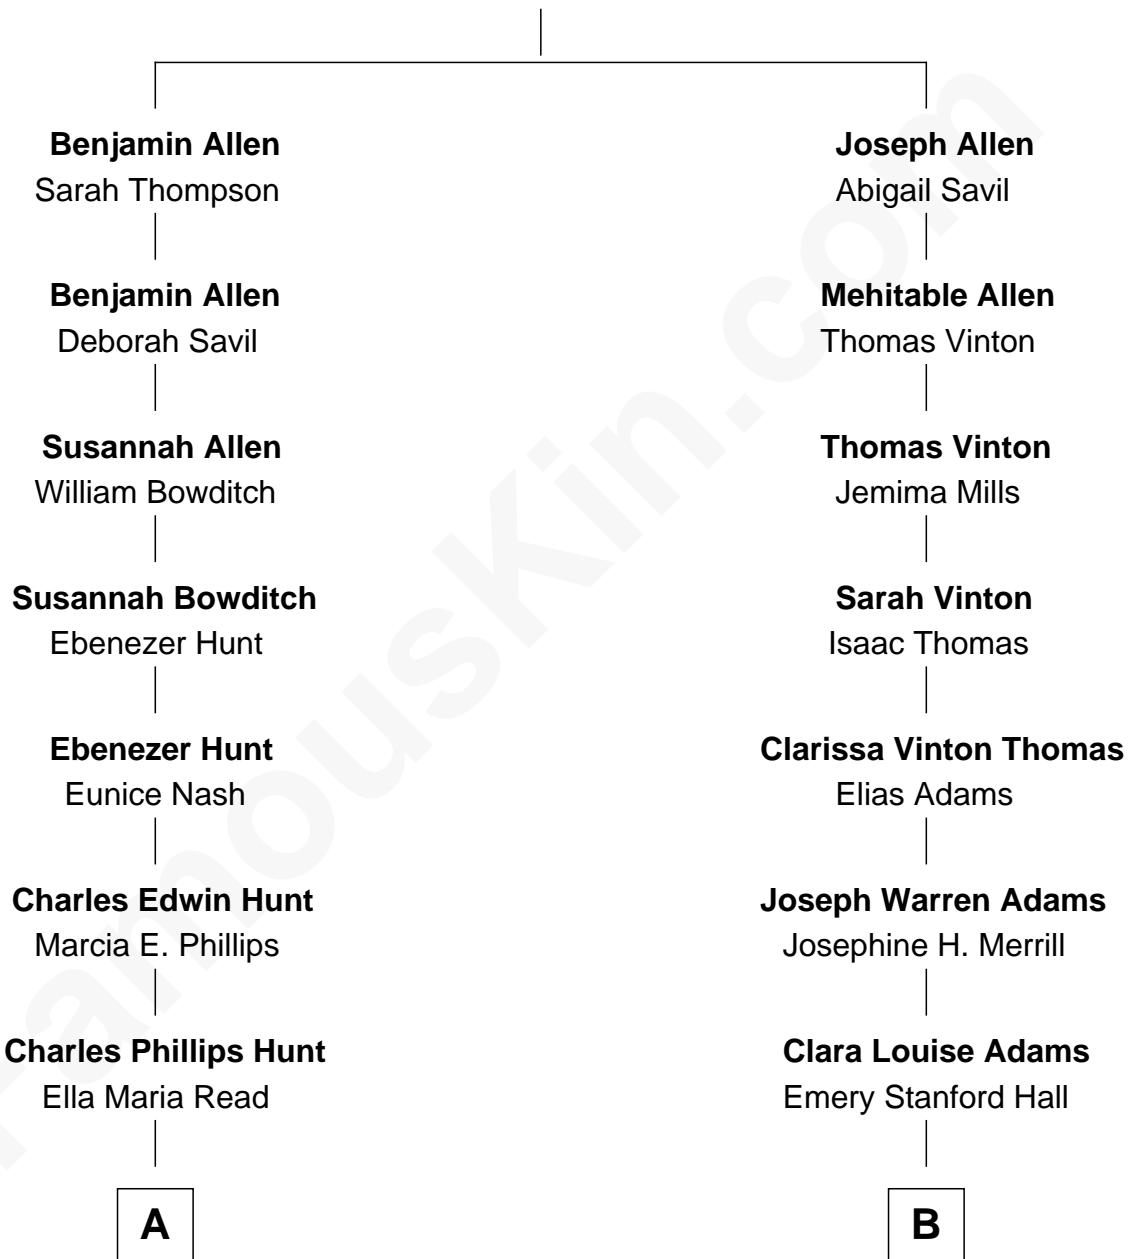 Benjamin Allen
Sarah Thompson
Benjamin Allen
Deborah Savil
Susannah Allen
William Bowditch
Susannah Bowditch
Ebenezer Hunt
Ebenezer Hunt
Eunice Nash
Charles Edwin Hunt
Marcia E. Phillips
Charles Phillips Hunt
Ella Maria Read
A
Joseph Allen
Abigail Savil
Mehitable Allen
Thomas Vinton
Thomas Vinton
Jemima Mills
Sarah Vinton
Isaac Thomas
Clarissa Vinton Thomas
Elias Adams
Joseph Warren Adams
Josephine H. Merrill
Clara Louise Adams
Emery Stanford Hall
B
FamousKin.com